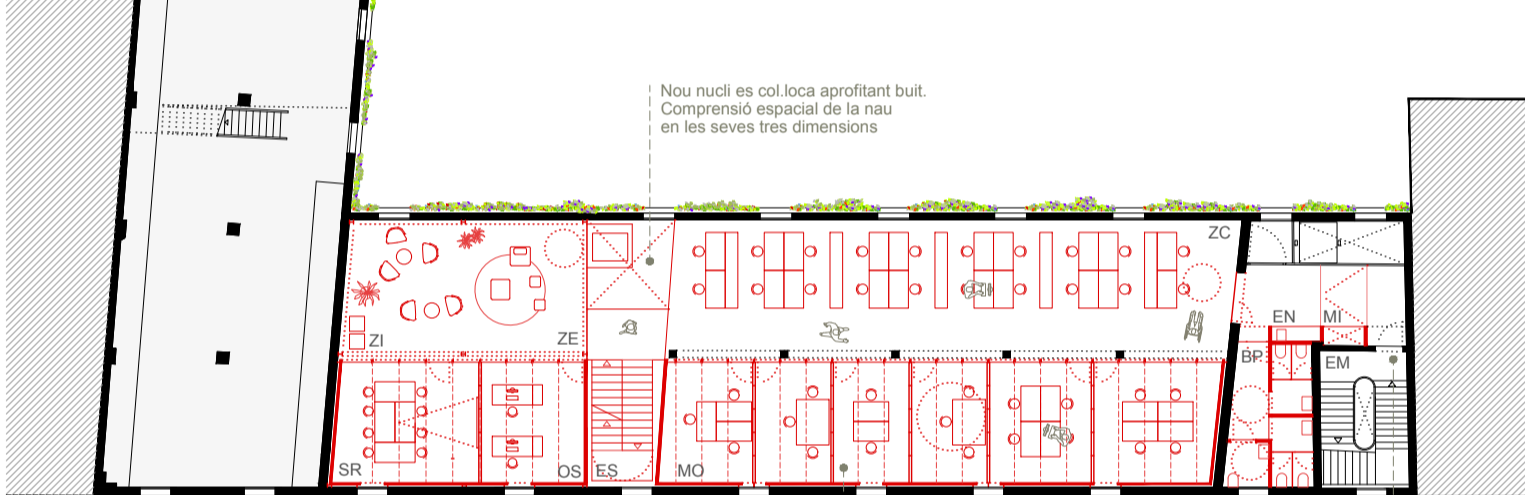 Nou nucli es col.loca aprofitant buit.
Comprensió espacial de la nau
en les seves tres dimensions
ZC
EN
MI
ZI
ZE
BP
EM
SR
OS
ES
MO